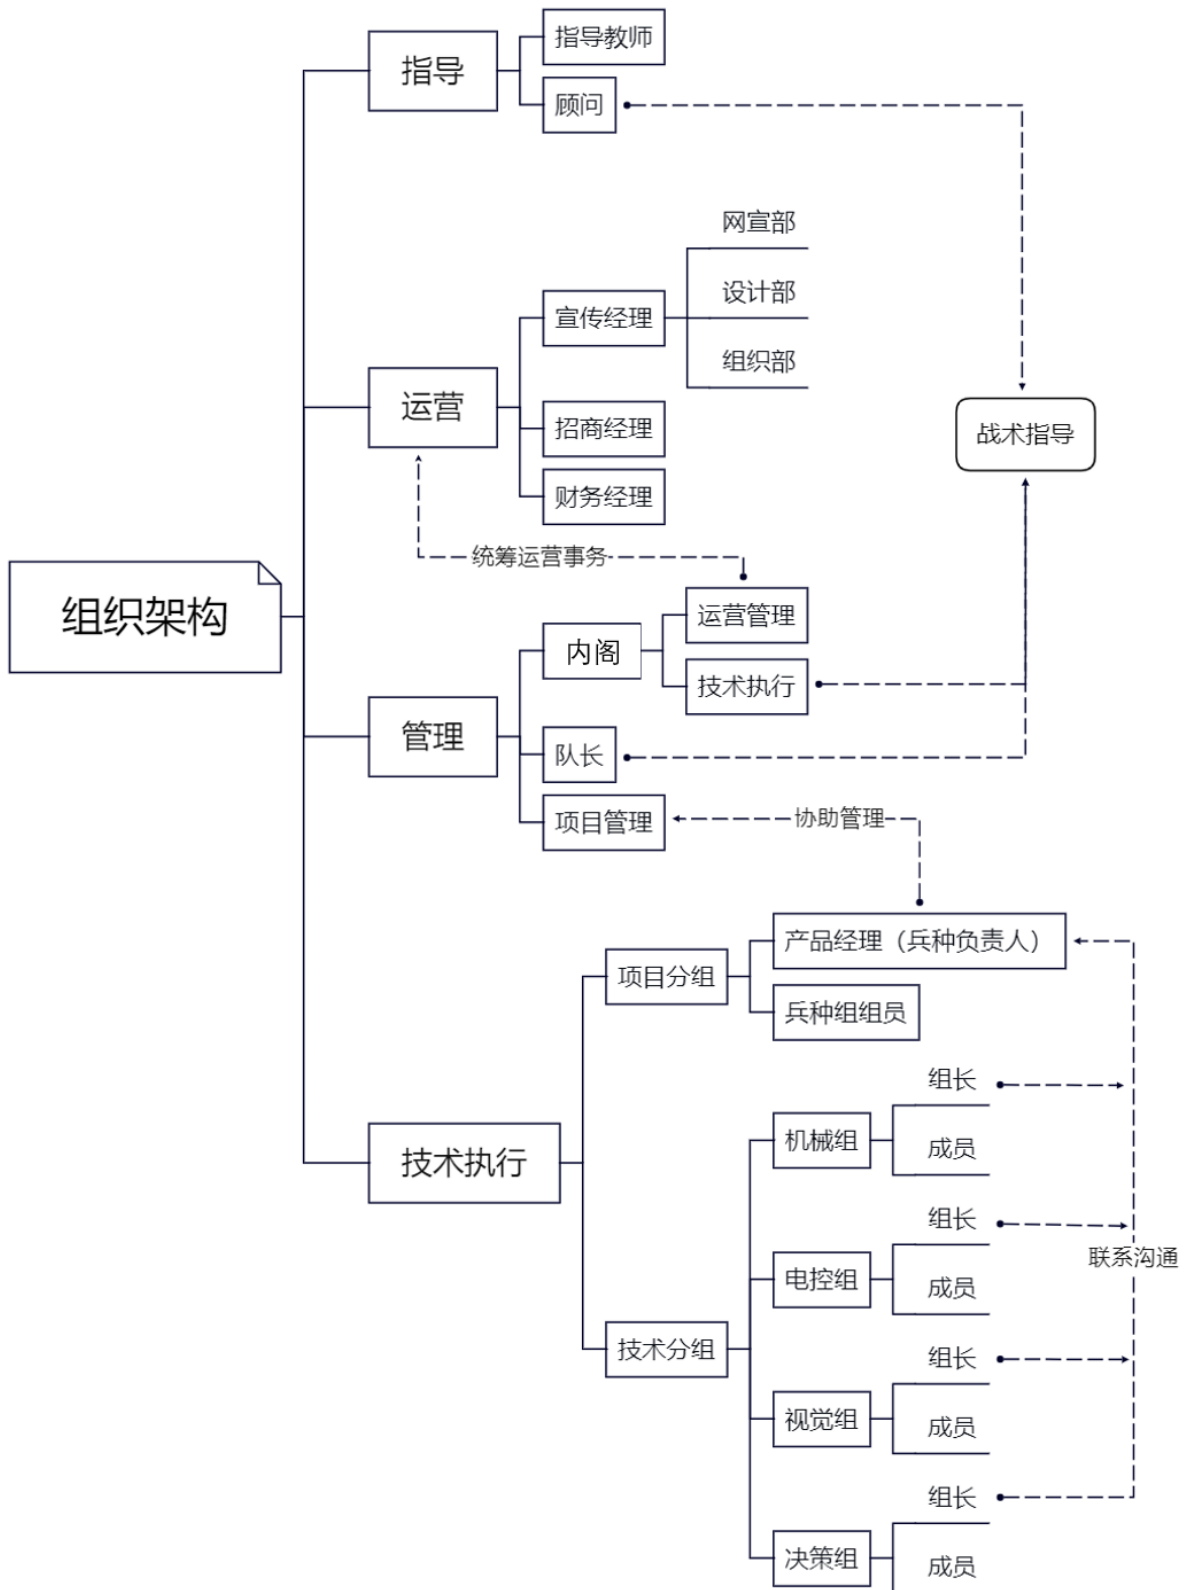 指导教师
指导
顾问
网宣部
设计部
宣传经理
组织部
运营
招商经理
战术指导
财务经理
统筹运营事务
组织架构
运营管理
内阁
技术执行
管理
队长
项目管理
协助管理
产品经理（兵种负责人）
项目分组
兵种组组员
组长
机械组
成员
技术执行
组长
联系沟通
电控组
成员
技术分组
组长
视觉组
成员
组长
决策组
成员